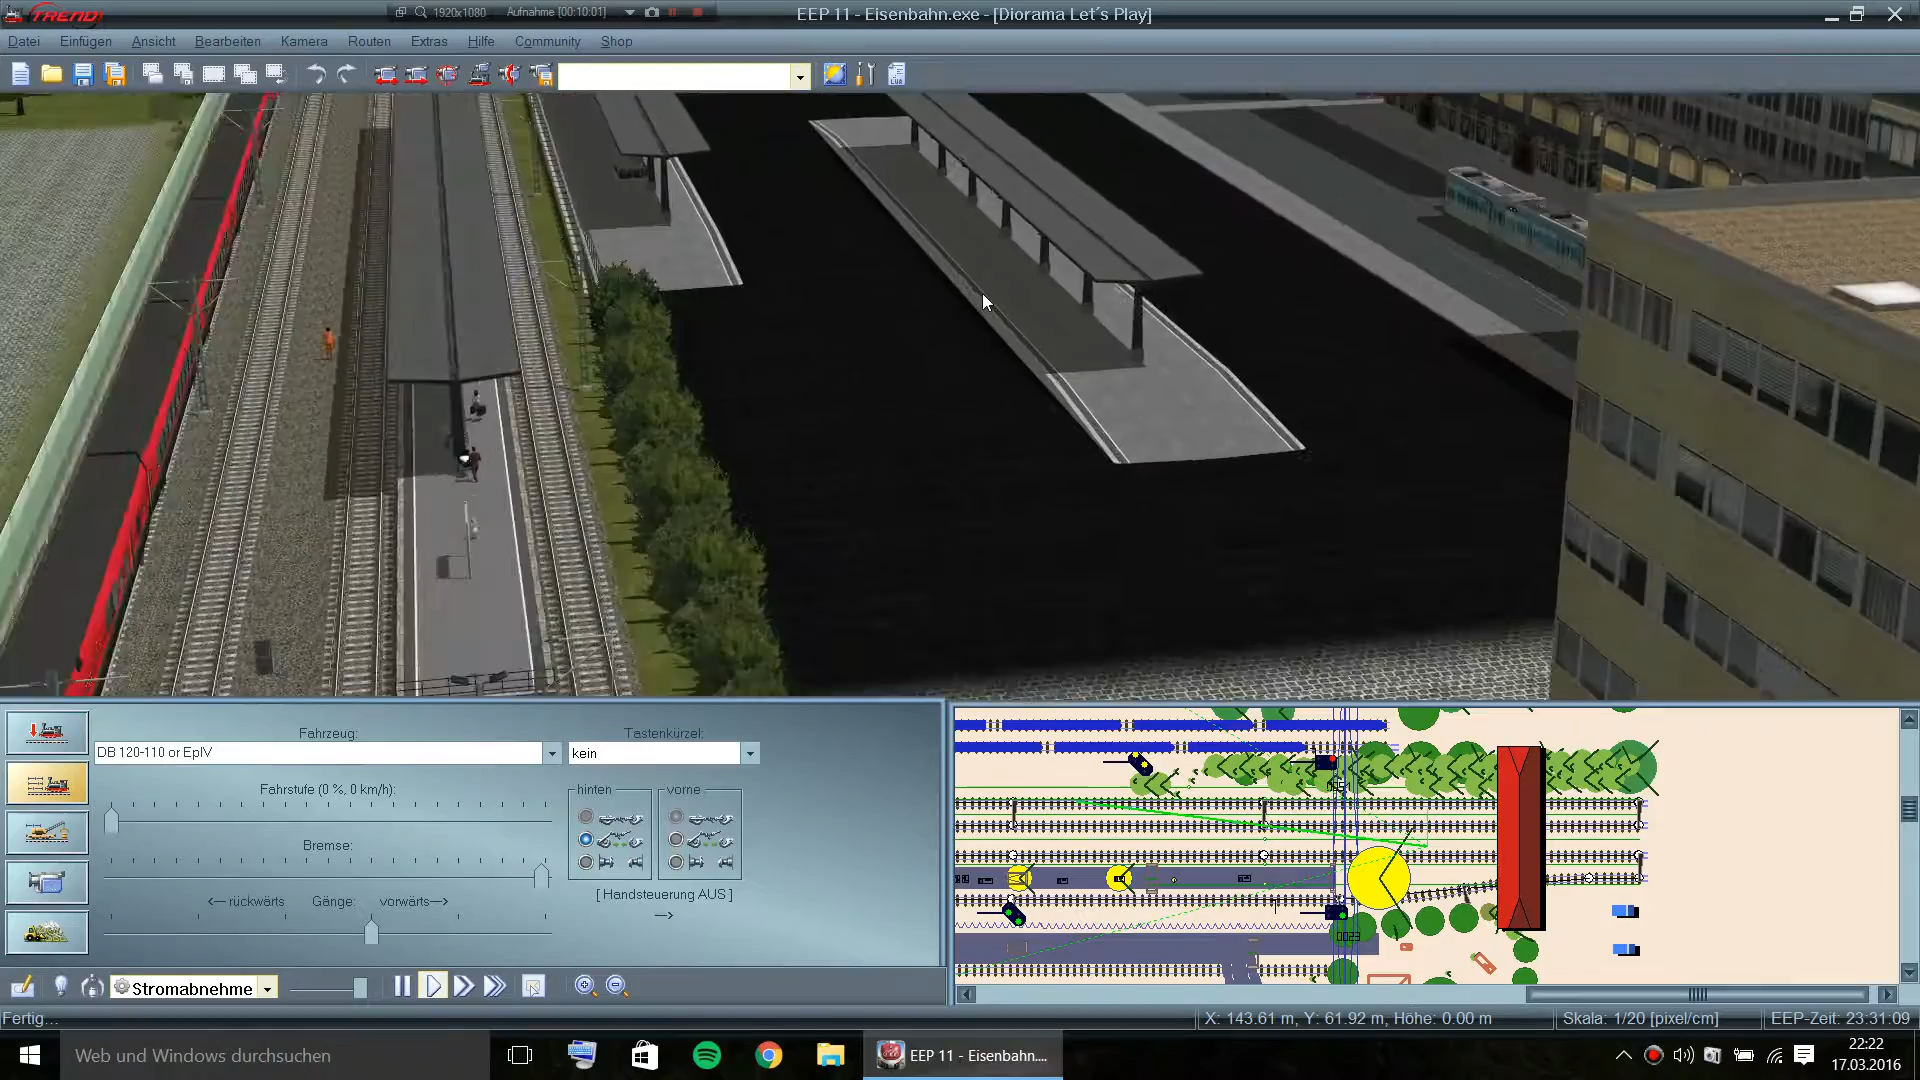 TREND!
1920x1080
Aufnahme [00:10:01]
EEP 11 - Eisenbahn.exe - [Diorama Let´s Play]
Datei Einfügen Ansicht Bearbeiten Kamera Routen Extras Hilfe Community Shop
LUA
Fahrzeug:
Tastenkürzel:
DB 120-110 or EpIV
kein
Fahrstufe (0 %, 0 km/h):
hinten
vorne
Bremse:
[ Handsteuerung AUS ]
<— rückwärts Gänge: vorwärts—>
—>
Stromabnehme
0023
Fertig...
X: 143.61 m, Y: 61.92 m, Höhe: 0.00 m
Skala: 1/20 [pixel/cm]
EEP-Zeit: 23:31:09
Web und Windows durchsuchen
EEP 11 - Eisenbahn....
22:22
17.03.2016